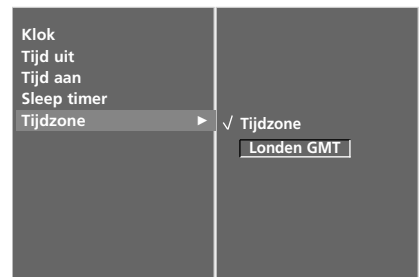 Klok
Tijd uit
Tijd aan
Sleep timer
Tijdzone ►
√ Tijdzone
Londen GMT